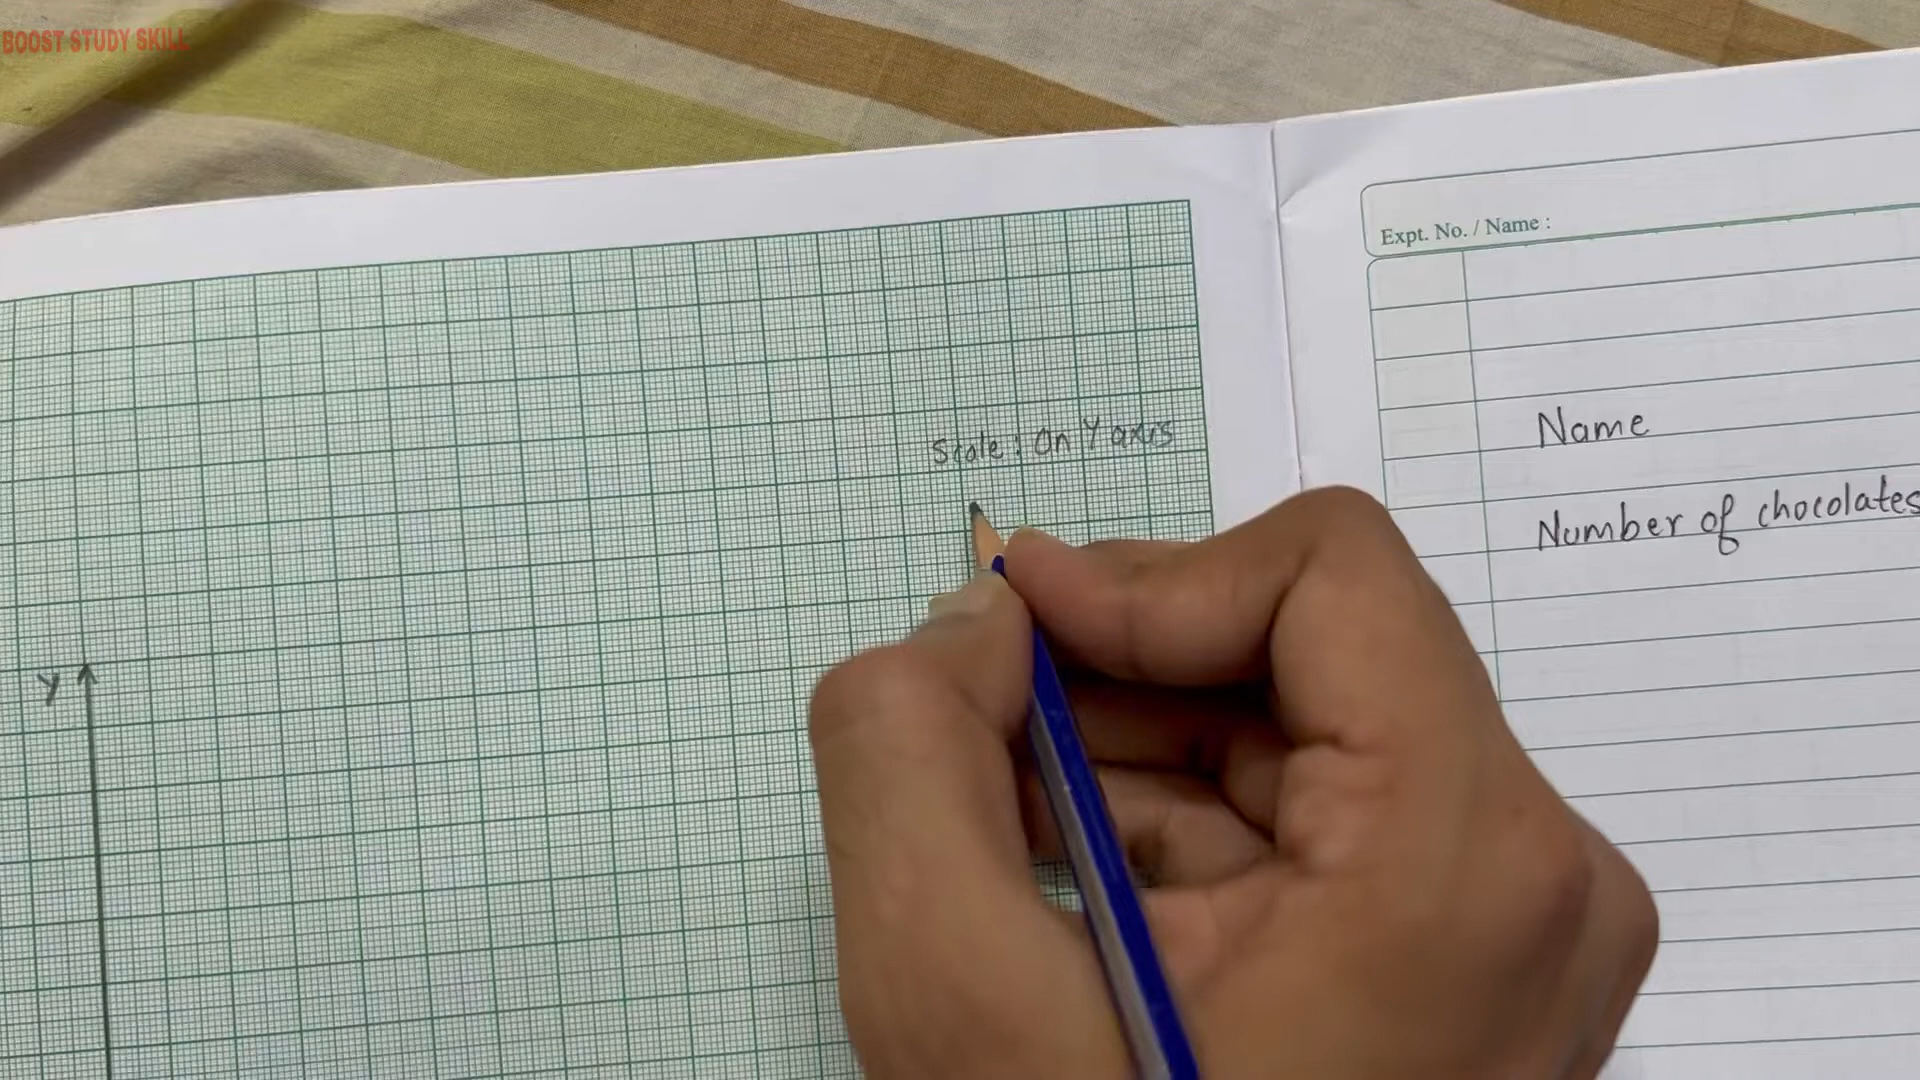 BOOST STUDY SKILL
Scale: On Y axis
Y
Expt. No. / Name :
Name
Number of chocolates